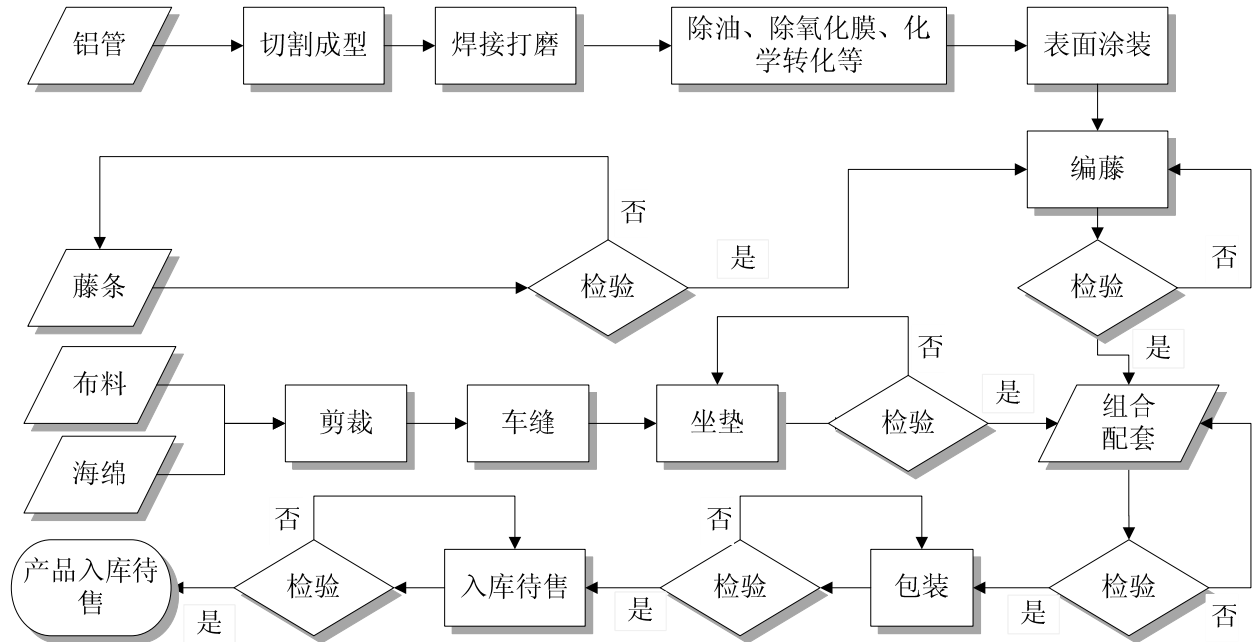 铝管
切割成型
焊接打磨
除油、除氧化膜、化
学转化等
表面涂装
编藤
否
藤条
检验
是
检验
否
是
布料
海绵
剪裁
车缝
坐垫
否
检验
是
组合
配套
否
否
产品入库待
售
检验
入库待售
检验
包装
检验
是
是
是
否